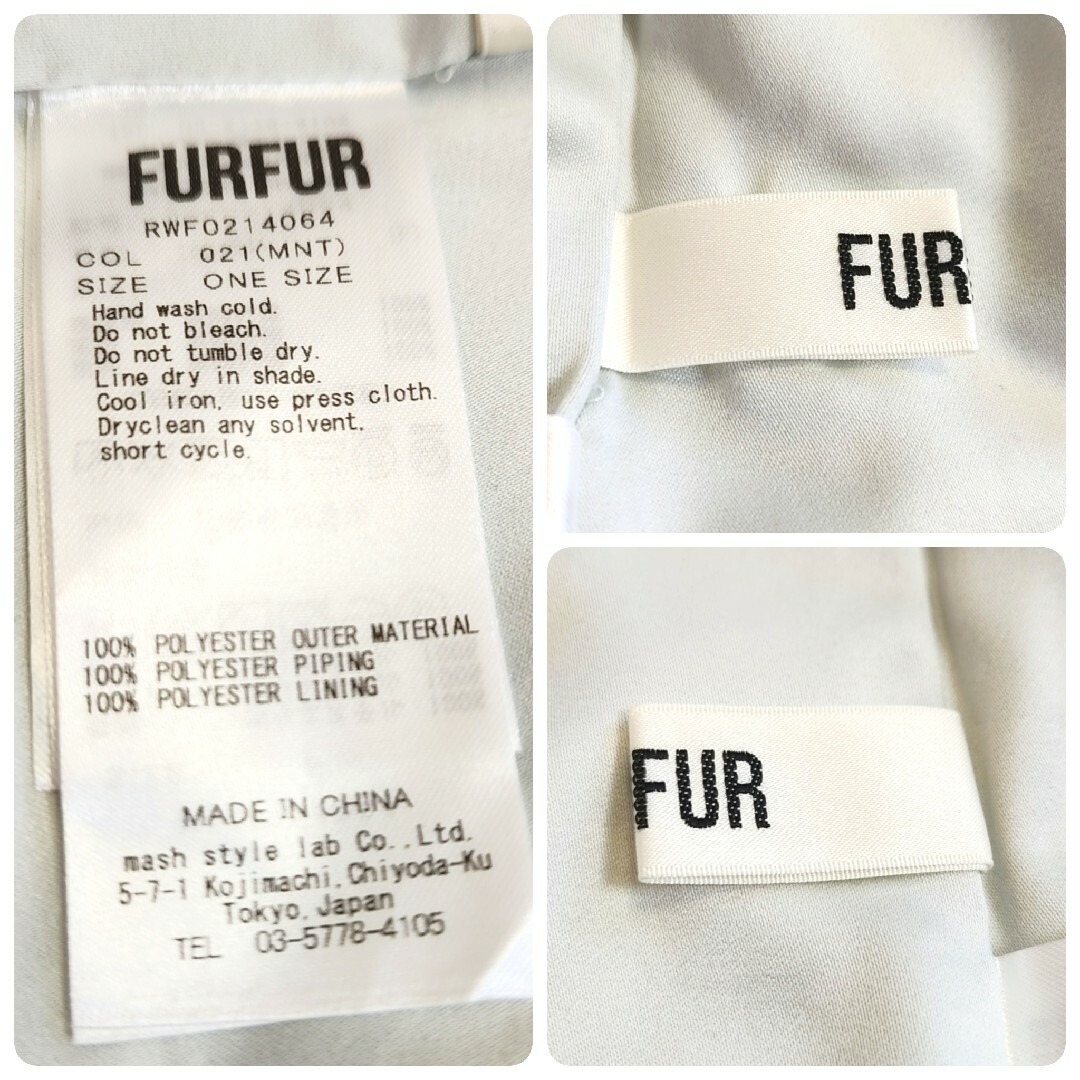 FURFUR
RWF0214064
COL 021(MNT)
SIZE ONE SIZE
Hand wash cold.
Do not bleach.
Do not tumble dry.
Line dry in shade.
Cool iron, use press cloth.
Dryclean any solvent,
short cycle.
100% POLYESTER OUTER MATERIAL
100% POLYESTER PIPING
100% POLYESTER LINING
MADE IN CHINA
mash style lab Co.,Ltd.
5-7-1 Kojimachi,Chiyoda-Ku
Tokyo,Japan
TEL 03-5778-4105
FUR
FUR